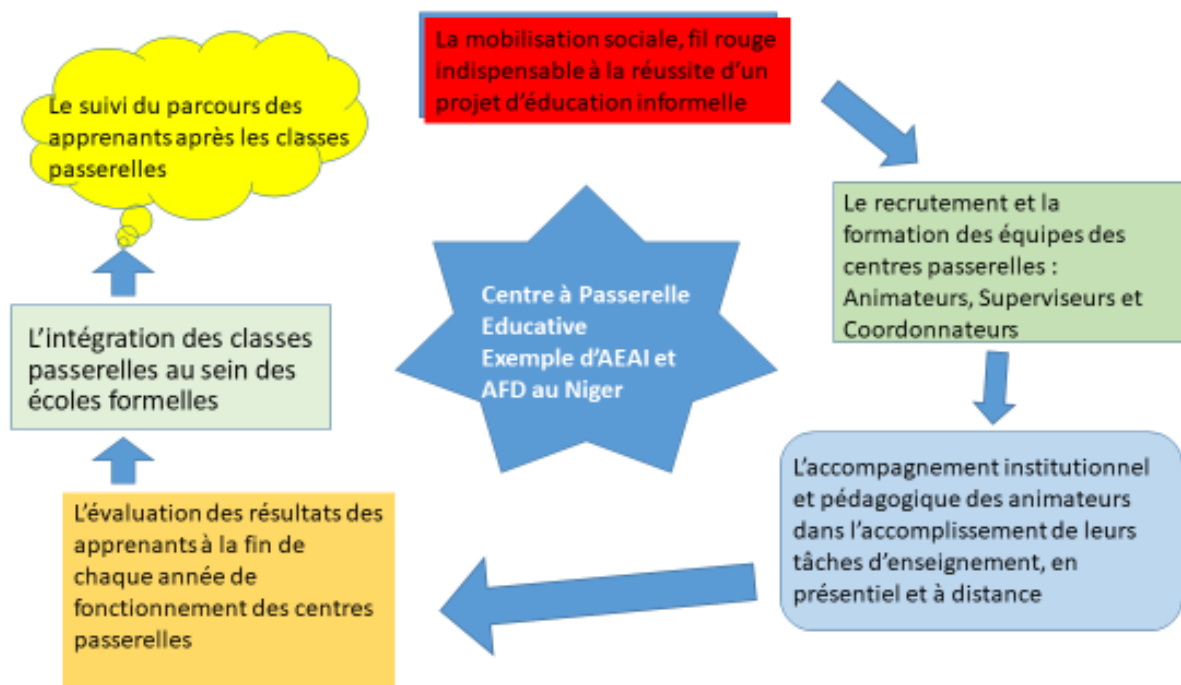 La mobilisation sociale, fil rouge
indispensable à la réussite d'un
projet d'éducation informelle
Le recrutement et la
formation des équipes des
centres passerelles :
Animateurs, Superviseurs et
Coordonnateurs
L'accompagnement institutionnel
et pédagogique des animateurs
dans l'accomplissement de leurs
tâches d'enseignement, en
présentiel et à distance
L'évaluation des résultats des
apprenants à la fin de
chaque année de
fonctionnement des centres
passerelles
L'intégration des classes
passerelles au sein des
écoles formelles
Le suivi du parcours des
apprenants après les classes
passerelles
Centre à Passerelle
Educative
Exemple d'AEAI et
AFD au Niger